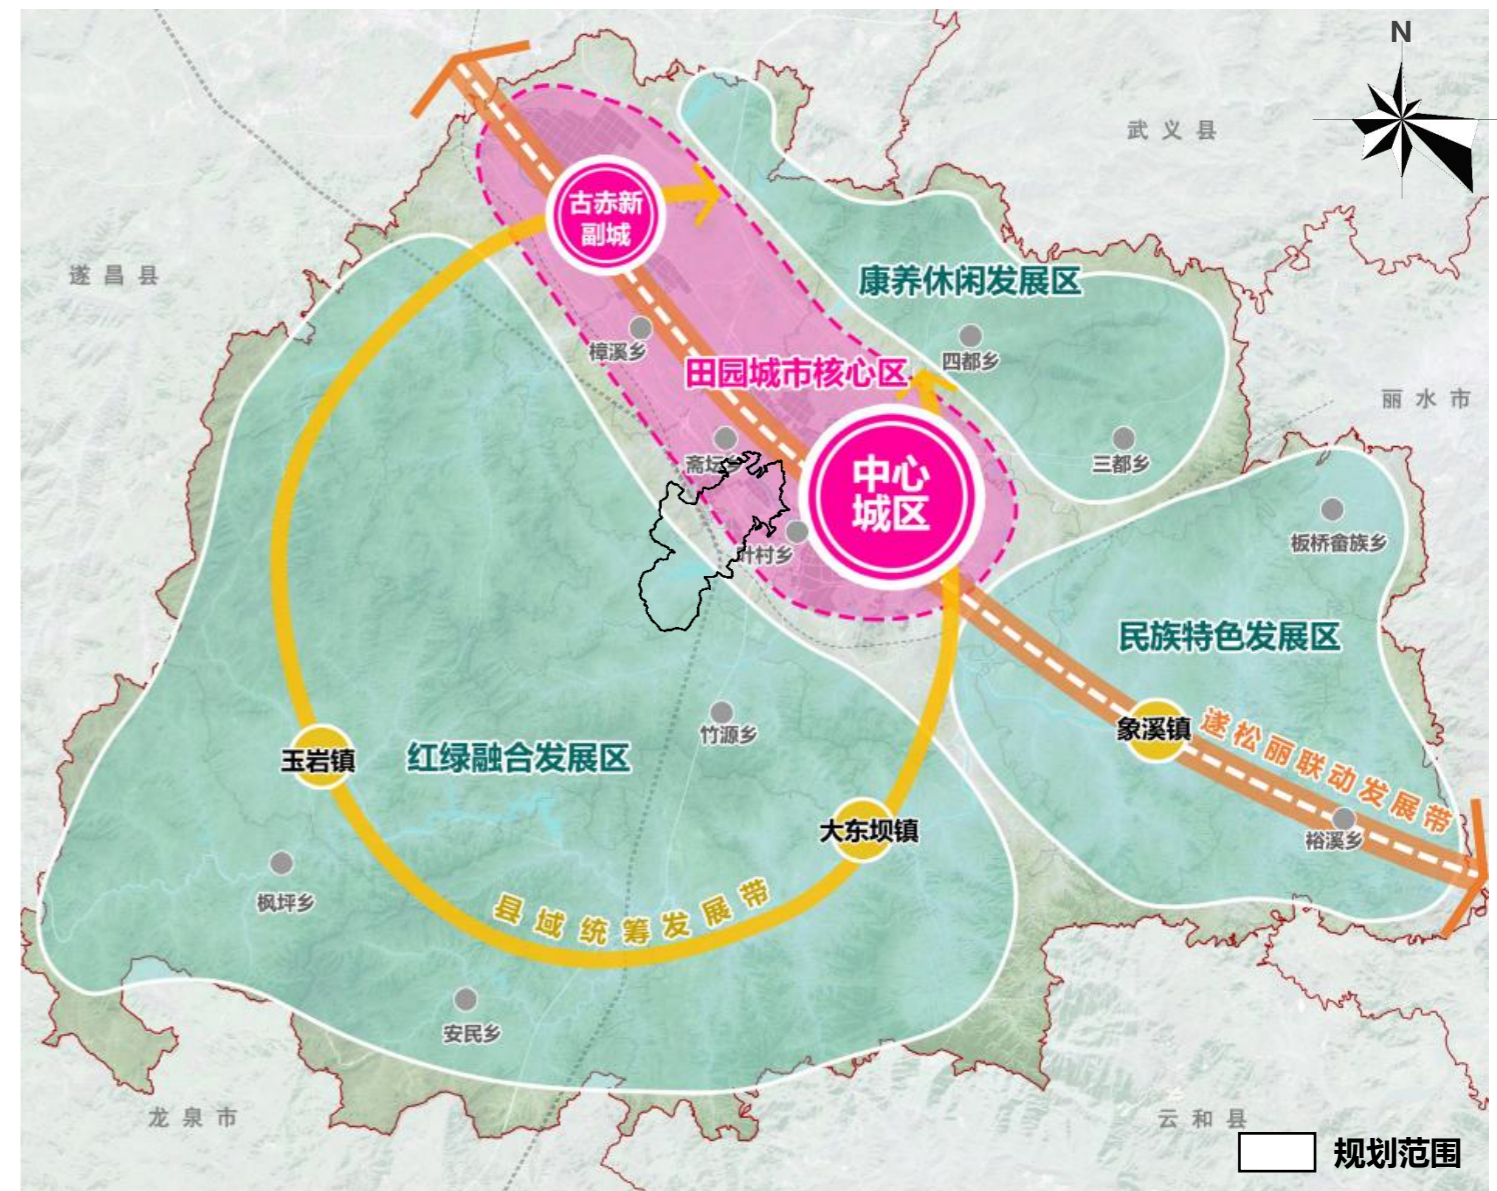 N
武义县
古赤新
副城
遂昌县
康养休闲发展区
樟溪乡
四都乡
田园城市核心区
丽水市
斋坛乡
三都乡
中心
城区
叶村乡
板桥畲族乡
民族特色发展区
竹源乡
象溪镇
遂松丽联动发展带
玉岩镇
红绿融合发展区
大东坝镇
裕溪乡
枫坪乡
县域统筹发展带
安民乡
龙泉市
云和县
规划范围